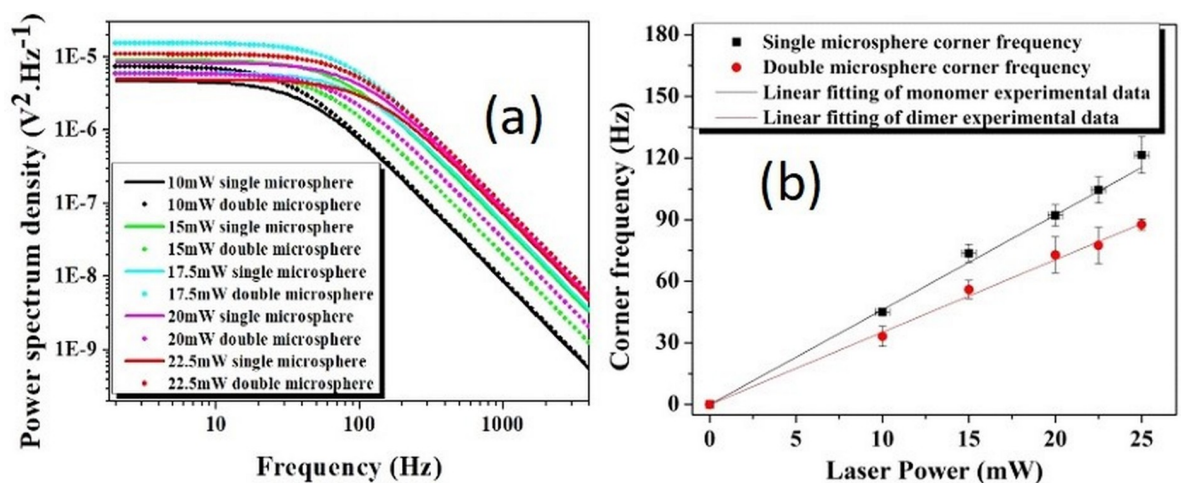 Power spectrum density (V².Hz⁻¹)
1E-5
1E-6
1E-7
1E-8
1E-9
(a)
10mW single microsphere
10mW double microsphere
15mW single microsphere
15mW double microsphere
17.5mW single microsphere
17.5mW double microsphere
20mW single microsphere
20mW double microsphere
22.5mW single microsphere
22.5mW double microsphere
10
100
1000
Frequency (Hz)
Corner frequency (Hz)
180
150
120
90
60
30
0
Single microsphere corner frequency
Double microsphere corner frequency
Linear fitting of monomer experimental data
Linear fitting of dimer experimental data
(b)
0
5
10
15
20
25
Laser Power (mW)